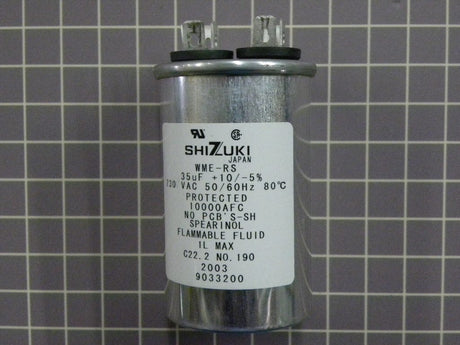 SHIZUKI
JAPAN
WME-RS
35uF +10/-5%
VAC 50/60Hz 80°C
PROTECTED
10000AFC
NO PCB'S-SH
SPEARINOL
FLAMMABLE FLUID
1L MAX
C22.2 NO.190
2003
9033200